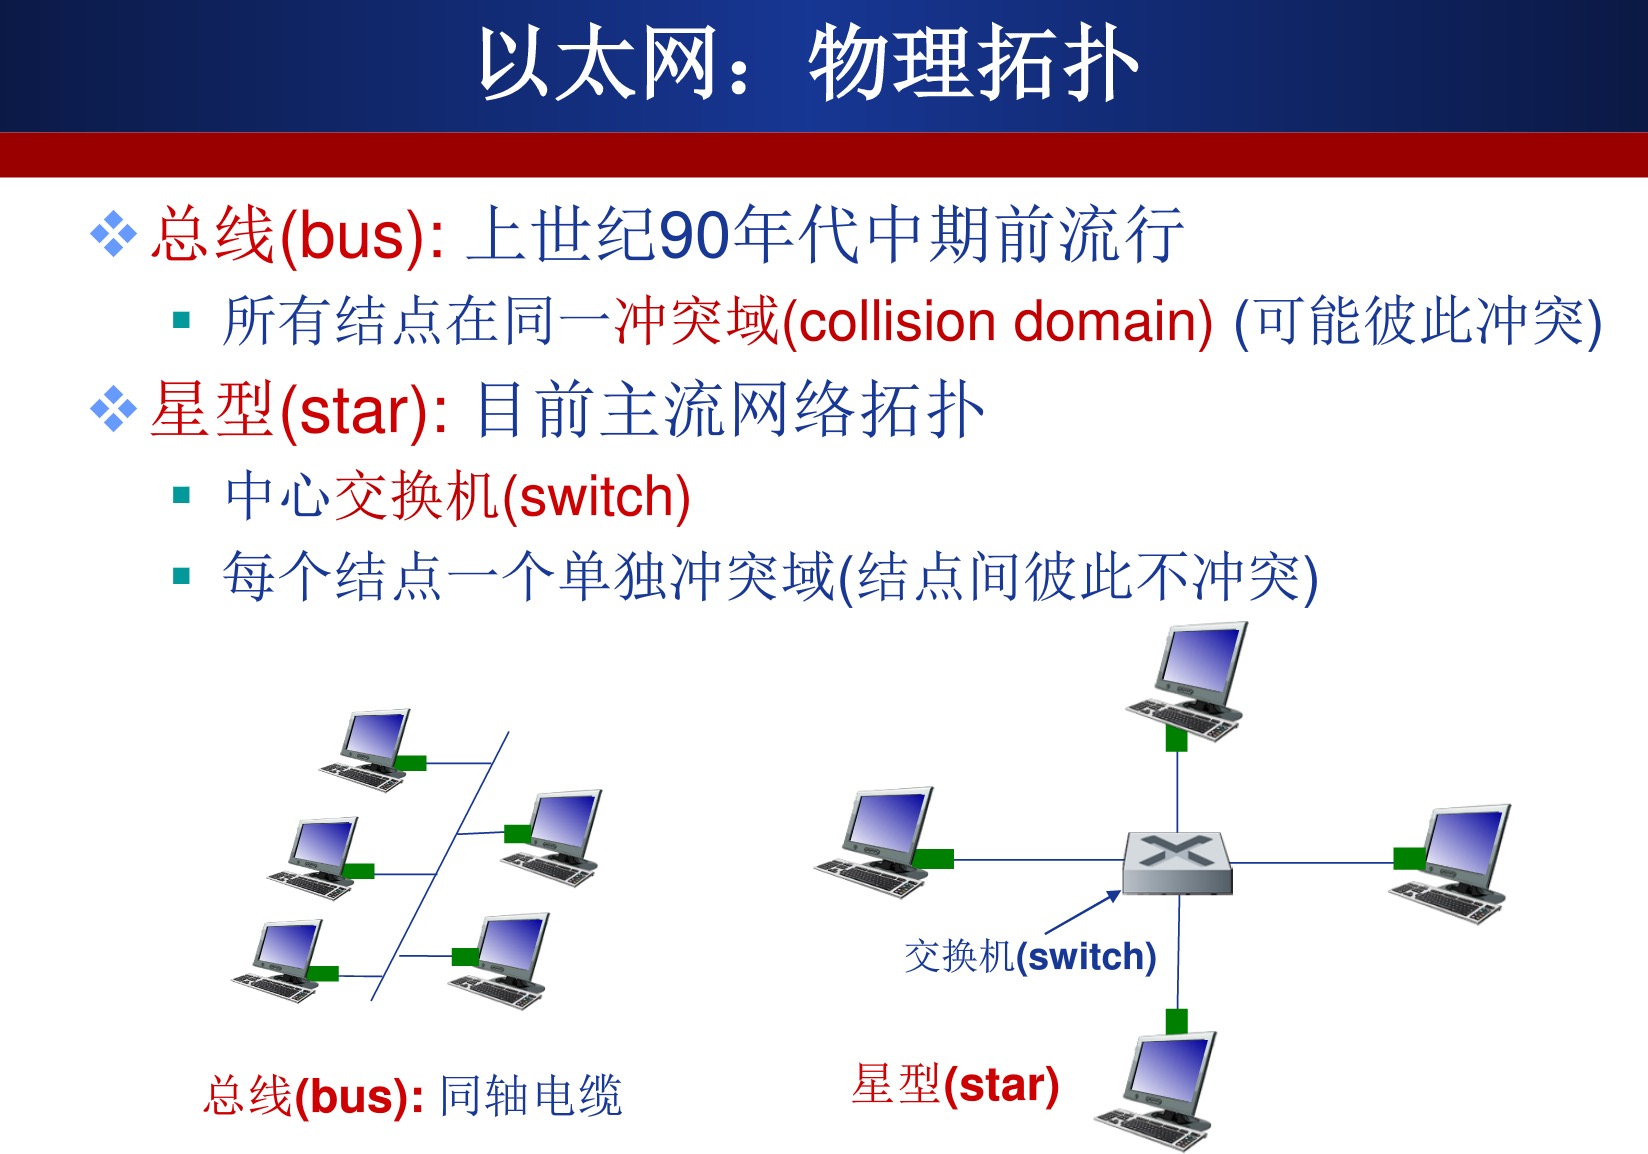 以太网：物理拓扑
总线(bus): 上世纪90年代中期前流行
所有结点在同一冲突域(collision domain) (可能彼此冲突)
星型(star): 目前主流网络拓扑
中心交换机(switch)
每个结点一个单独冲突域(结点间彼此不冲突)
交换机(switch)
总线(bus): 同轴电缆
星型(star)